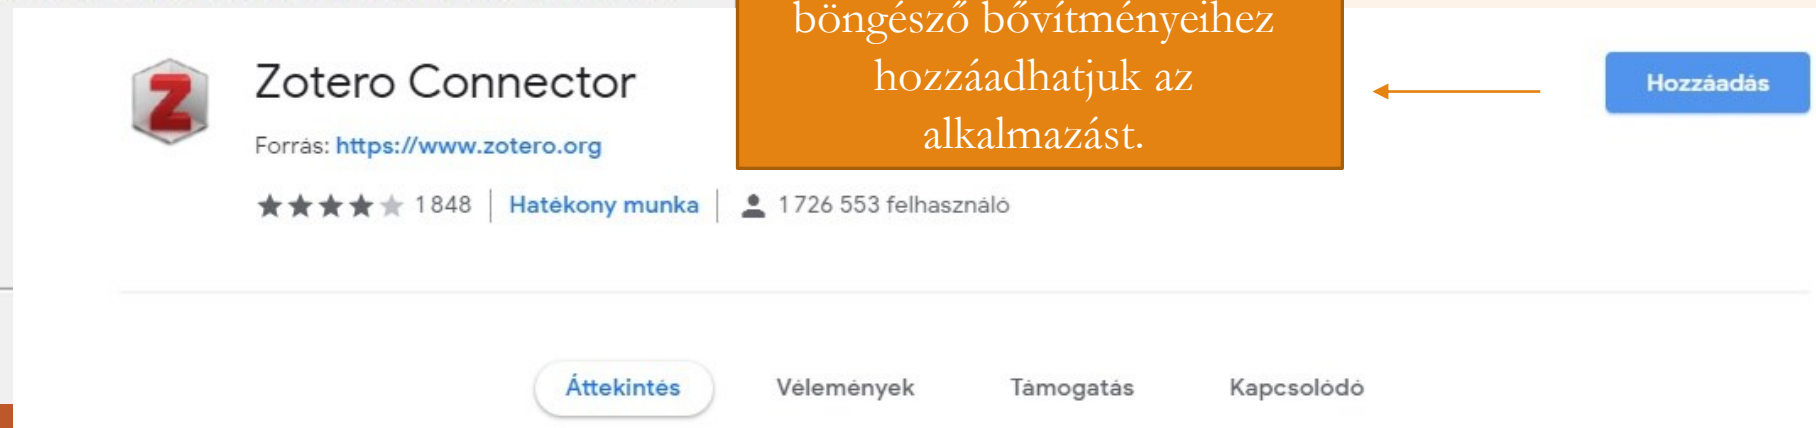 böngésző bővítményeihez
hozzáadhatjuk az
alkalmazást.
Zotero Connector
Hozzáadás
Forrás: https://www.zotero.org
1 848 | Hatékony munka | 1 726 553 felhasználó
Áttekintés Vélemények Támogatás Kapcsolódó